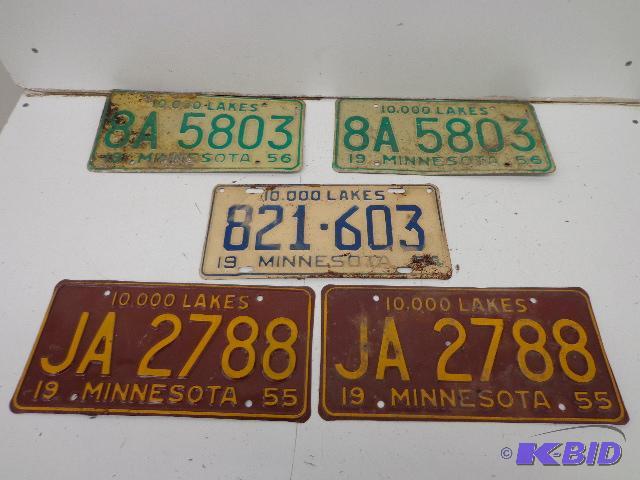 10,000 LAKES
8A 5803
19 MINNESOTA 56
10,000 LAKES
8A 5803
19 MINNESOTA 56
10,000 LAKES
821·603
19 MINNESOTA
10,000 LAKES
JA 2788
19 MINNESOTA 55
10,000 LAKES
JA 2788
19 MINNESOTA 55
© K-BID